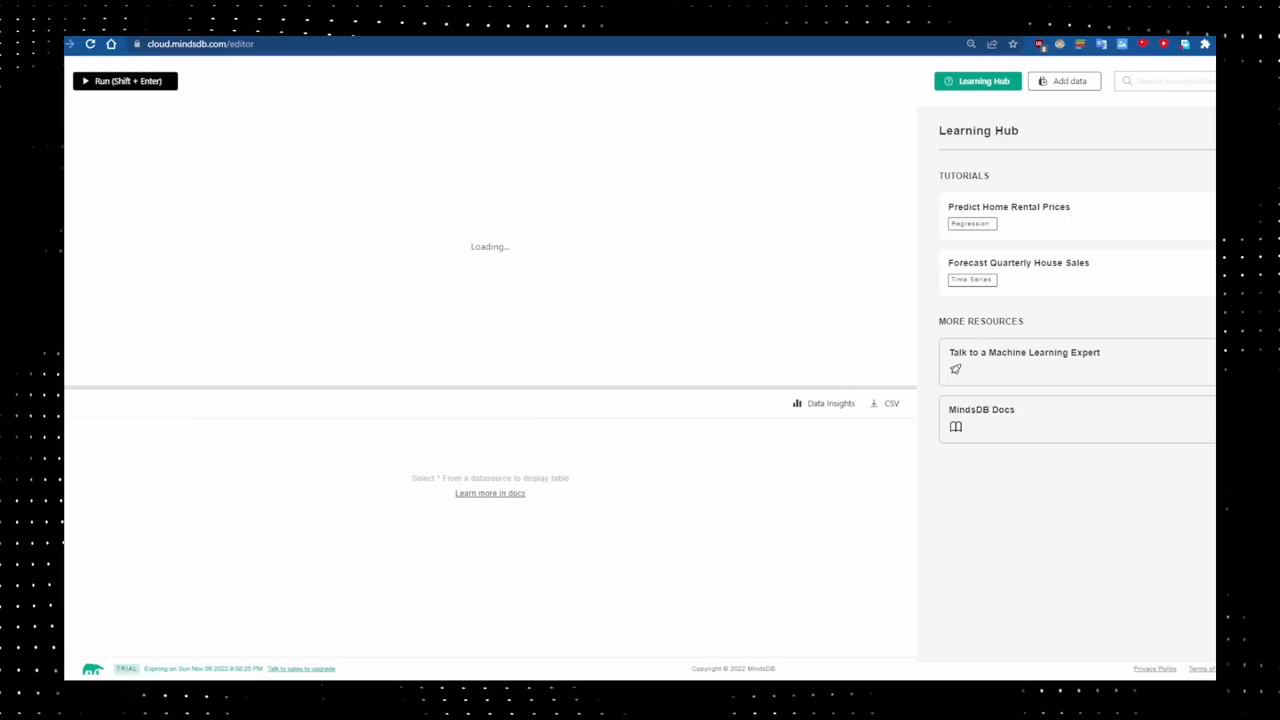 cloud.mindsdb.com/editor
Run (Shift + Enter)
Learning Hub
Add data
Learning Hub
TUTORIALS
Predict Home Rental Prices
Regression
Loading...
Forecast Quarterly House Sales
Time Series
MORE RESOURCES
Talk to a Machine Learning Expert
Data Insights
CSV
MindsDB Docs
Select * From a datasource to display table
Learn more in docs
TRIAL
Expiring on Sun Nov 06 2022 9:08:25 PM
Talk to sales to upgrade
Copyright © 2022 MindsDB
Privacy Policy
Terms of